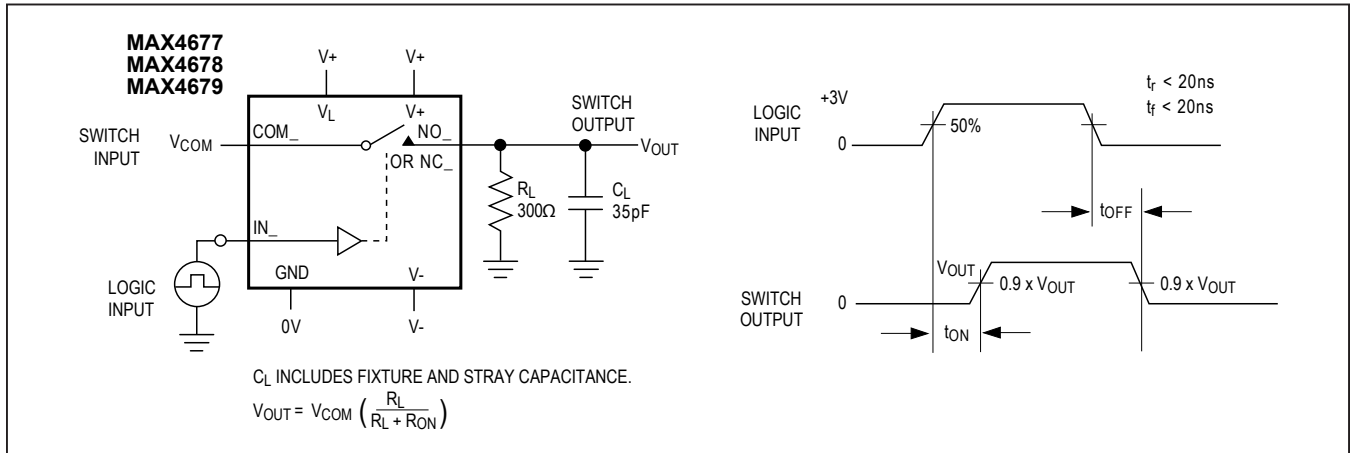 MAX4677
MAX4678
MAX4679
V+ V+
VL V+
SWITCH
INPUT
VCOM
COM_
NO_
OR NC_
SWITCH
OUTPUT
VOUT
RL
300Ω
CL
35pF
IN_
LOGIC
INPUT
GND V-
0V V-
CL INCLUDES FIXTURE AND STRAY CAPACITANCE.
VOUT = VCOM ( RL
RL + RON )
tr < 20ns
tf < 20ns
LOGIC
INPUT
+3V
0
50%
tOFF
SWITCH
OUTPUT
VOUT
0
0.9 x VOUT 0.9 x VOUT
tON